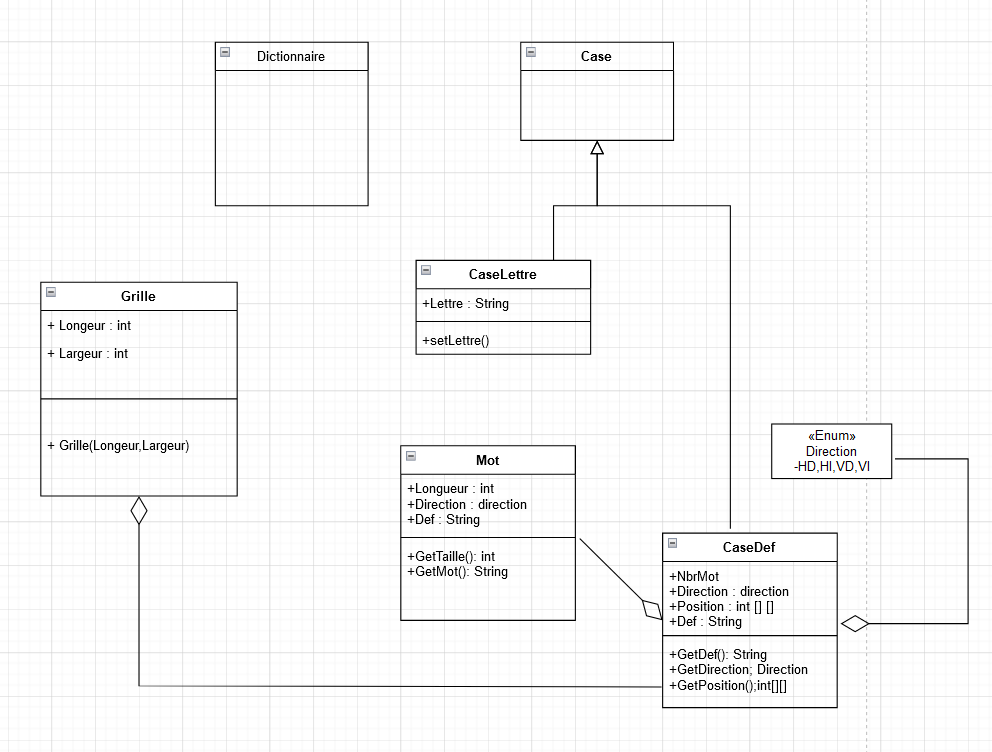 Dictionnaire
Case
CaseLettre
+Lettre : String
+setLettre()
Grille
+ Longeur : int
+ Largeur : int
+ Grille(Longeur,Largeur)
«Enum»
Direction
-HD,HI,VD,VI
Mot
+Longueur : int
+Direction : direction
+Def : String
+GetTaille(): int
+GetMot(): String
CaseDef
+NbrMot
+Direction : direction
+Position : int [] []
+Def : String
+GetDef(): String
+GetDirection; Direction
+GetPosition();int[][]